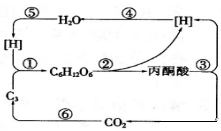 ⑤ H₂O ④ [H]
[H]
① C₆H₁₂O₆ ② 丙酮酸 ③
C₃
⑥ CO₂